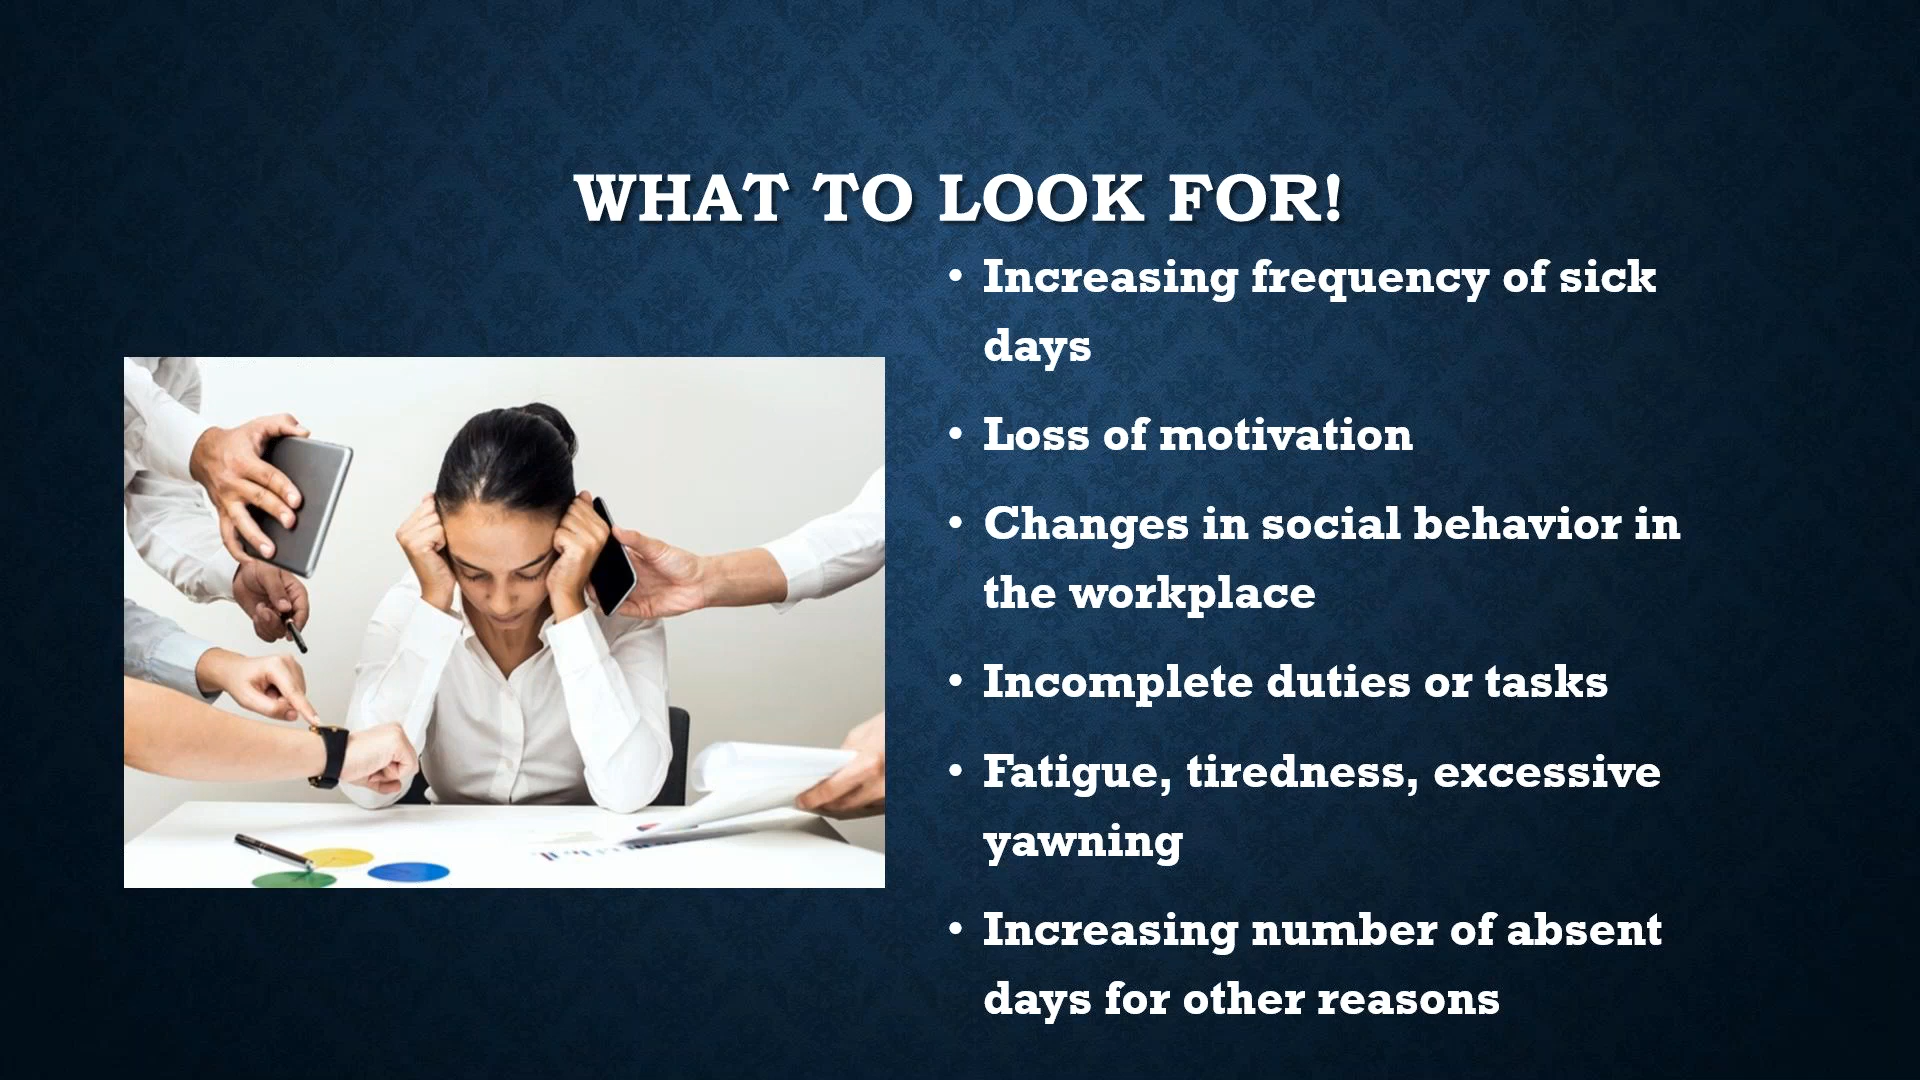 WHAT TO LOOK FOR!
• Increasing frequency of sick
days
• Loss of motivation
• Changes in social behavior in
the workplace
• Incomplete duties or tasks
• Fatigue, tiredness, excessive
yawning
• Increasing number of absent
days for other reasons